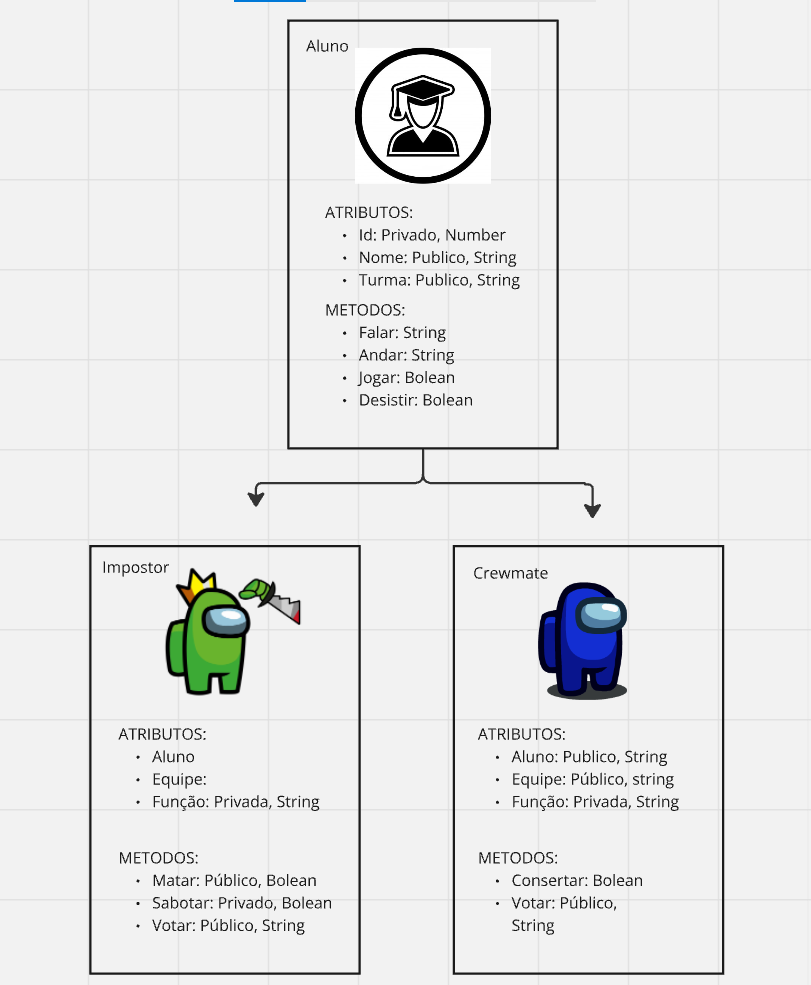 Aluno
ATRIBUTOS:
• Id: Privado, Number
• Nome: Publico, String
• Turma: Publico, String
METODOS:
• Falar: String
• Andar: String
• Jogar: Bolean
• Desistir: Bolean
Impostor
ATRIBUTOS:
• Aluno
• Equipe:
• Função: Privada, String
METODOS:
• Matar: Público, Bolean
• Sabotar: Privado, Bolean
• Votar: Público, String
Crewmate
ATRIBUTOS:
• Aluno: Publico, String
• Equipe: Público, string
• Função: Privada, String
METODOS:
• Consertar: Bolean
• Votar: Público,
String